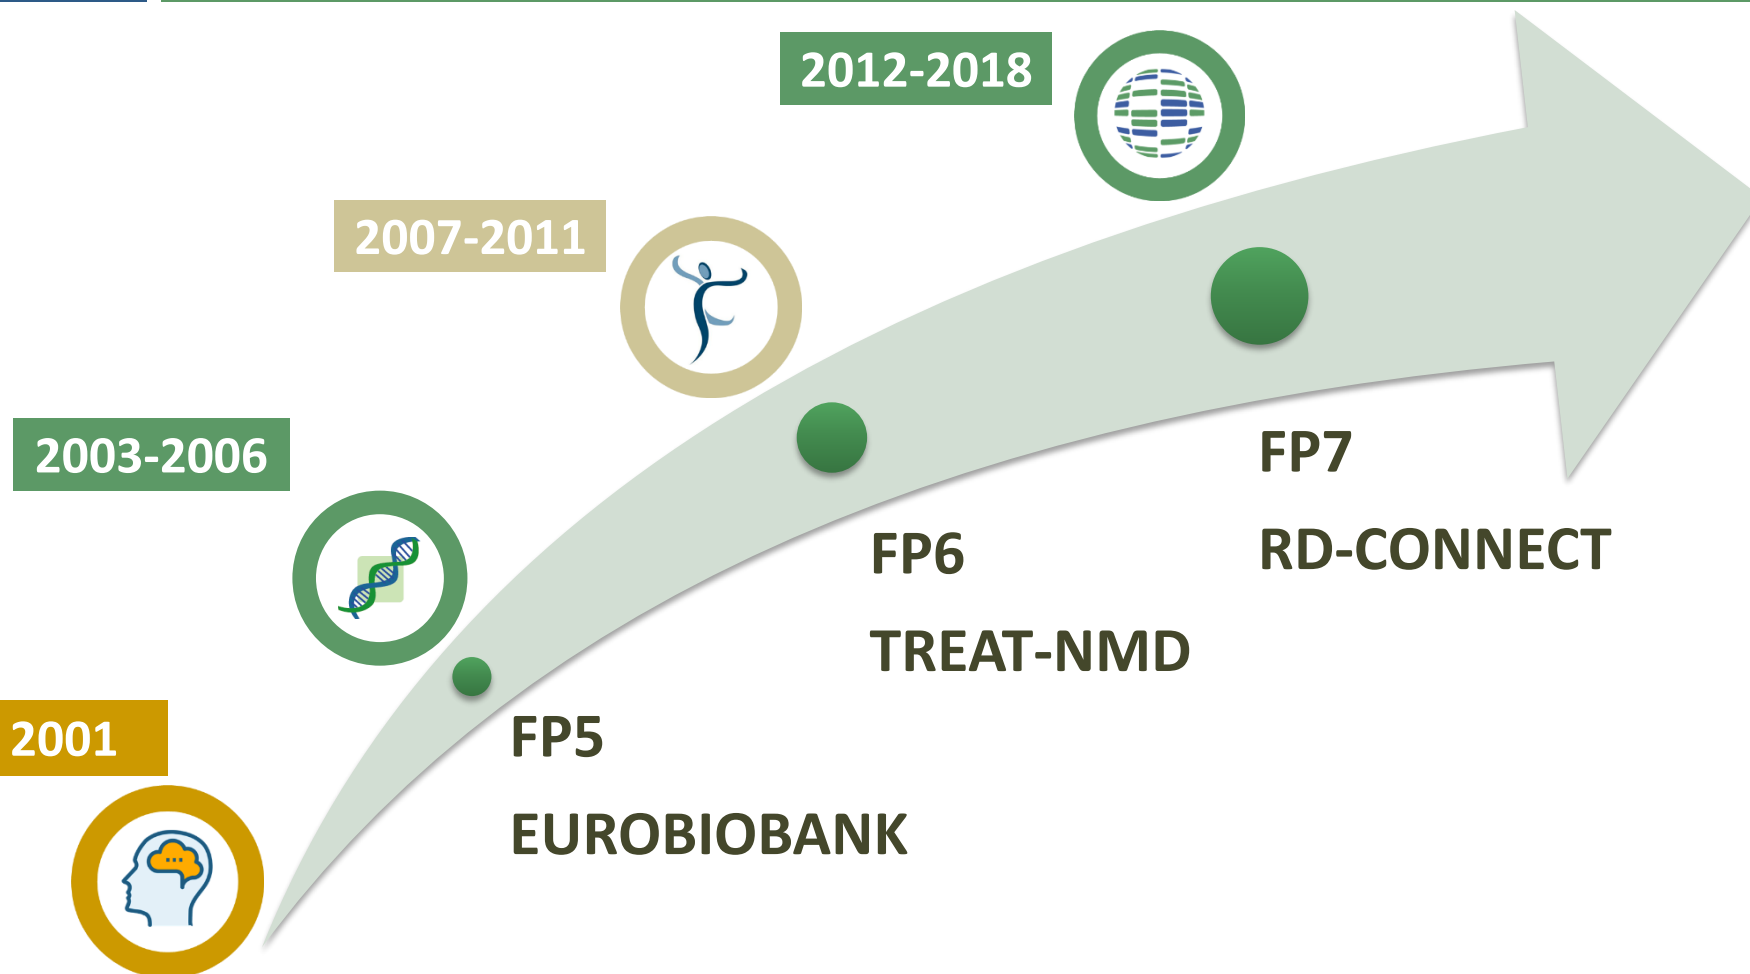 2012-2018
2007-2011
2003-2006
2001
FP7
RD-CONNECT
FP6
TREAT-NMD
FP5
EUROBIOBANK